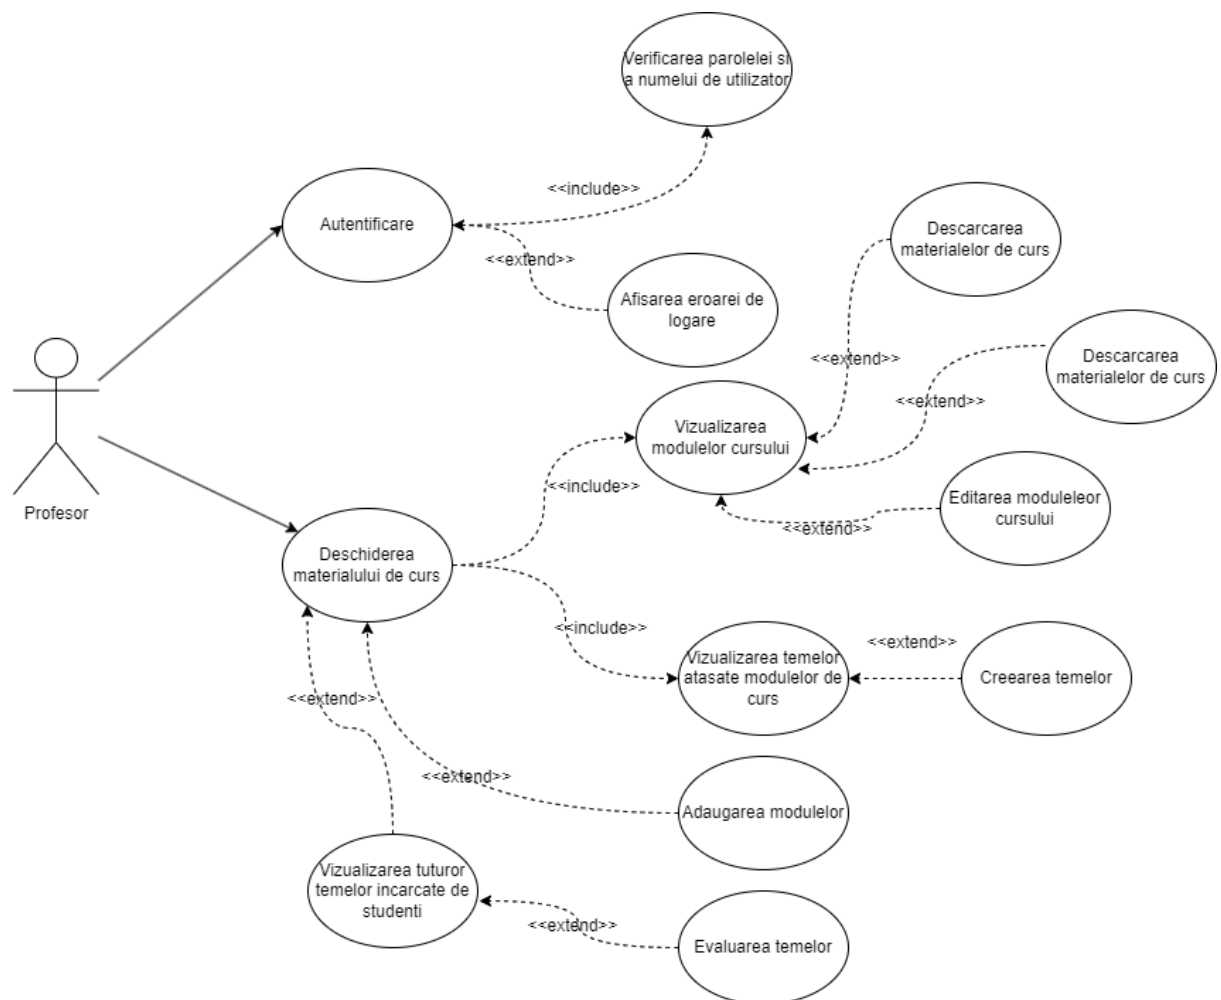 Verificarea parolelei si
a numelui de utilizator
<<include>>
Autentificare
<<extend>>
Afisarea eroarei de
logare
Descarcarea
materialelor de curs
<<extend>>
Descarcarea
materialelor de curs
<<extend>>
Vizualizarea
modulelor cursului
<<include>>
Editarea moduleleor
cursului
<<extend>>
Profesor
Deschiderea
materialului de curs
<<include>>
Vizualizarea temelor
atasate modulelor de
curs
<<extend>>
Creearea temelor
<<extend>>
<<extend>>
Adaugarea modulelor
Vizualizarea tuturor
temelor incarcate de
studenti
<<extend>>
Evaluarea temelor